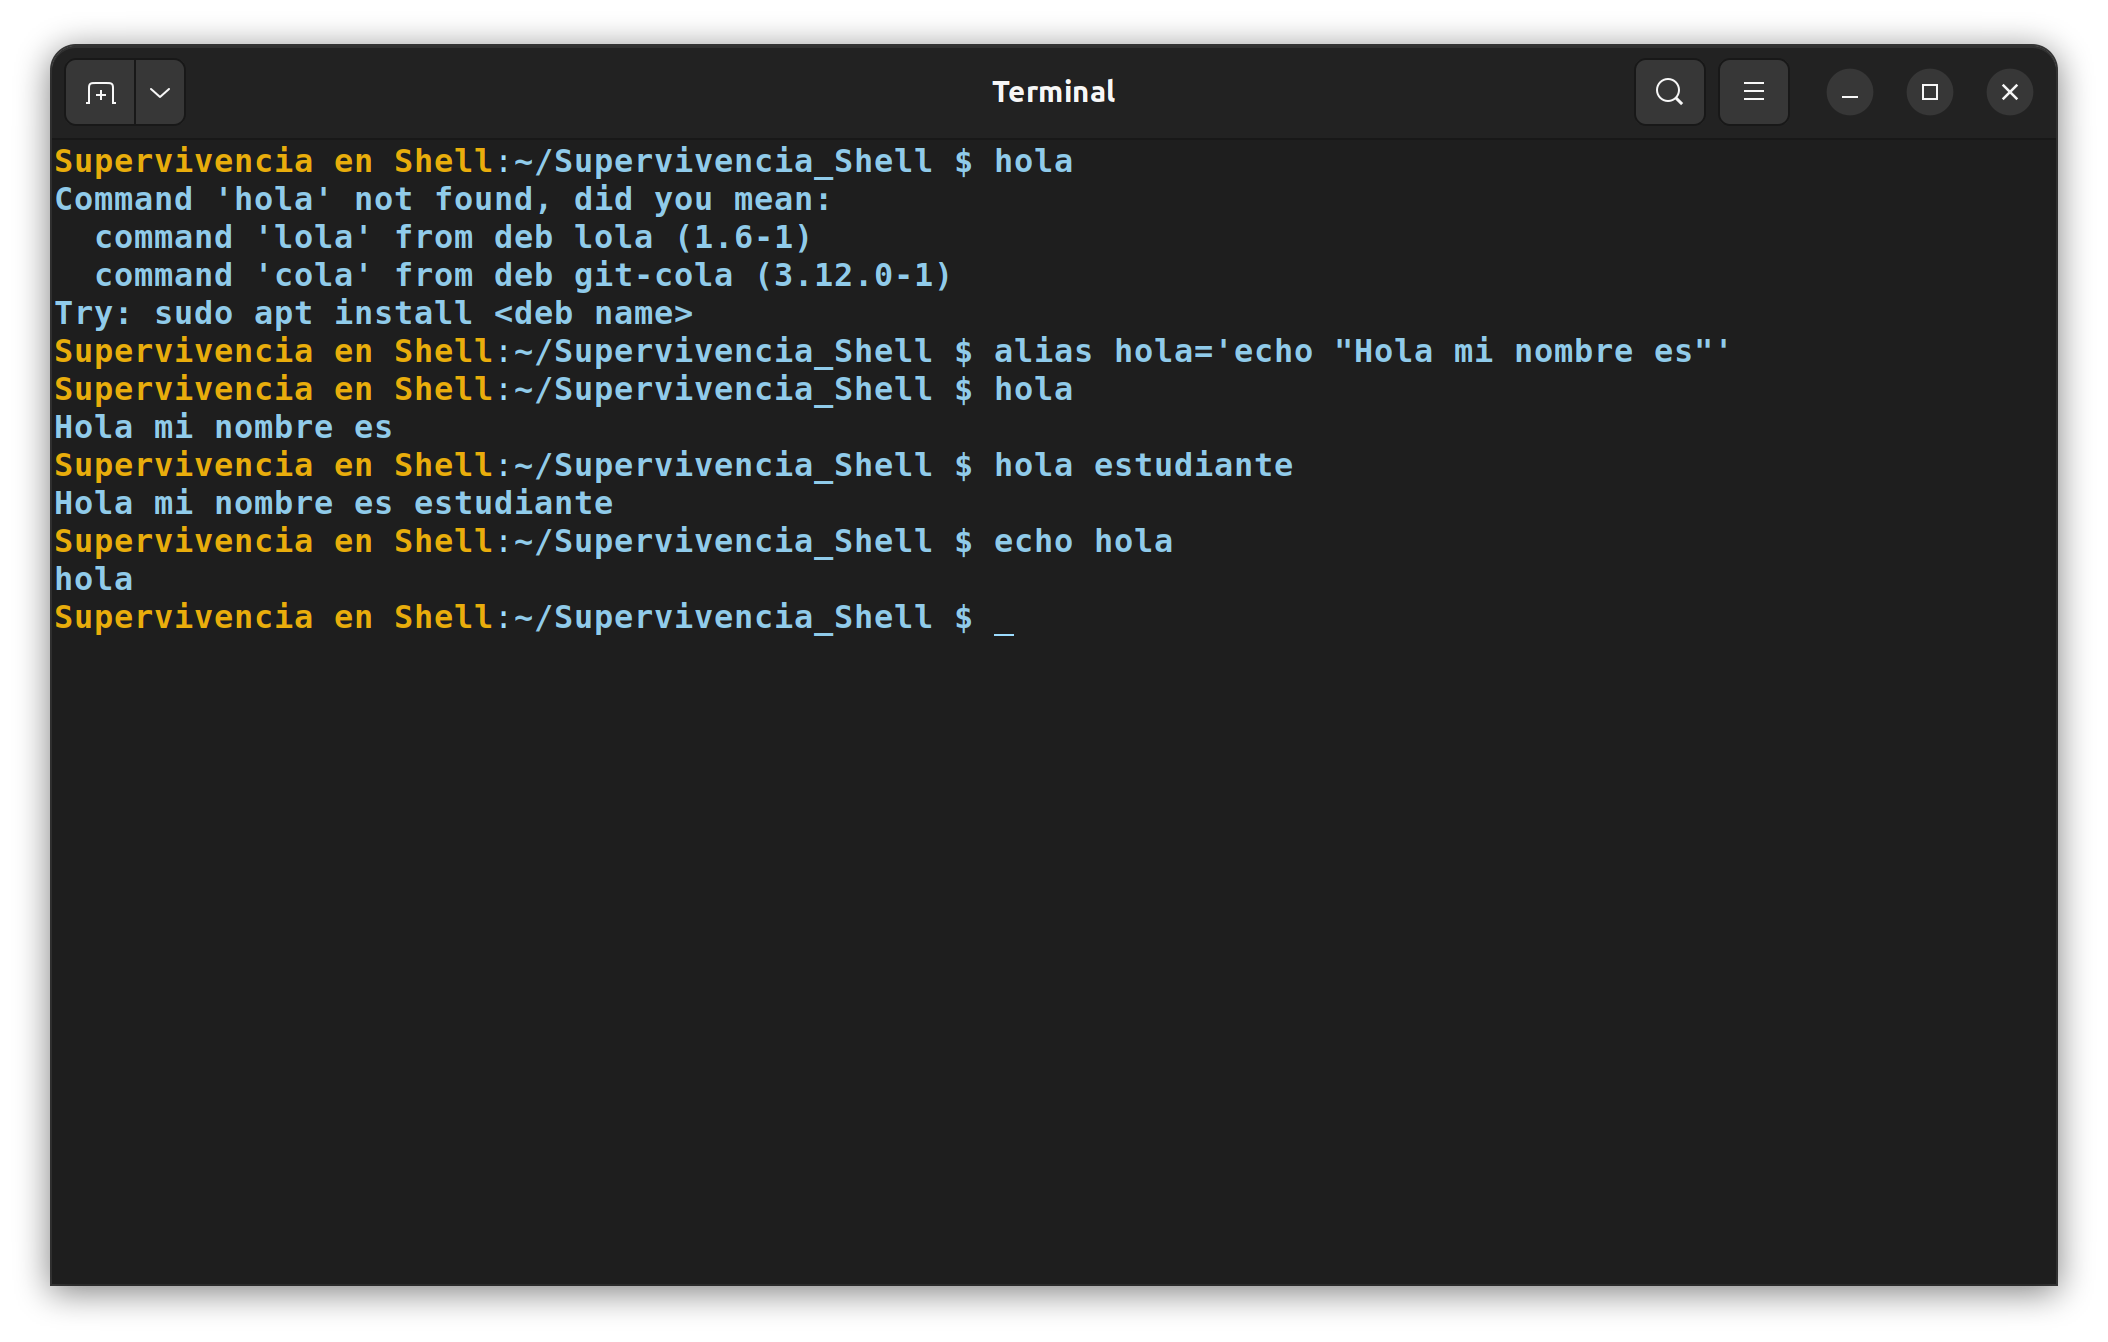 Terminal
Supervivencia en Shell:~/Supervivencia_Shell $ hola
Command 'hola' not found, did you mean:
  command 'lola' from deb lola (1.6-1)
  command 'cola' from deb git-cola (3.12.0-1)
Try: sudo apt install <deb name>
Supervivencia en Shell:~/Supervivencia_Shell $ alias hola='echo "Hola mi nombre es"'
Supervivencia en Shell:~/Supervivencia_Shell $ hola
Hola mi nombre es
Supervivencia en Shell:~/Supervivencia_Shell $ hola estudiante
Hola mi nombre es estudiante
Supervivencia en Shell:~/Supervivencia_Shell $ echo hola
hola
Supervivencia en Shell:~/Supervivencia_Shell $ _